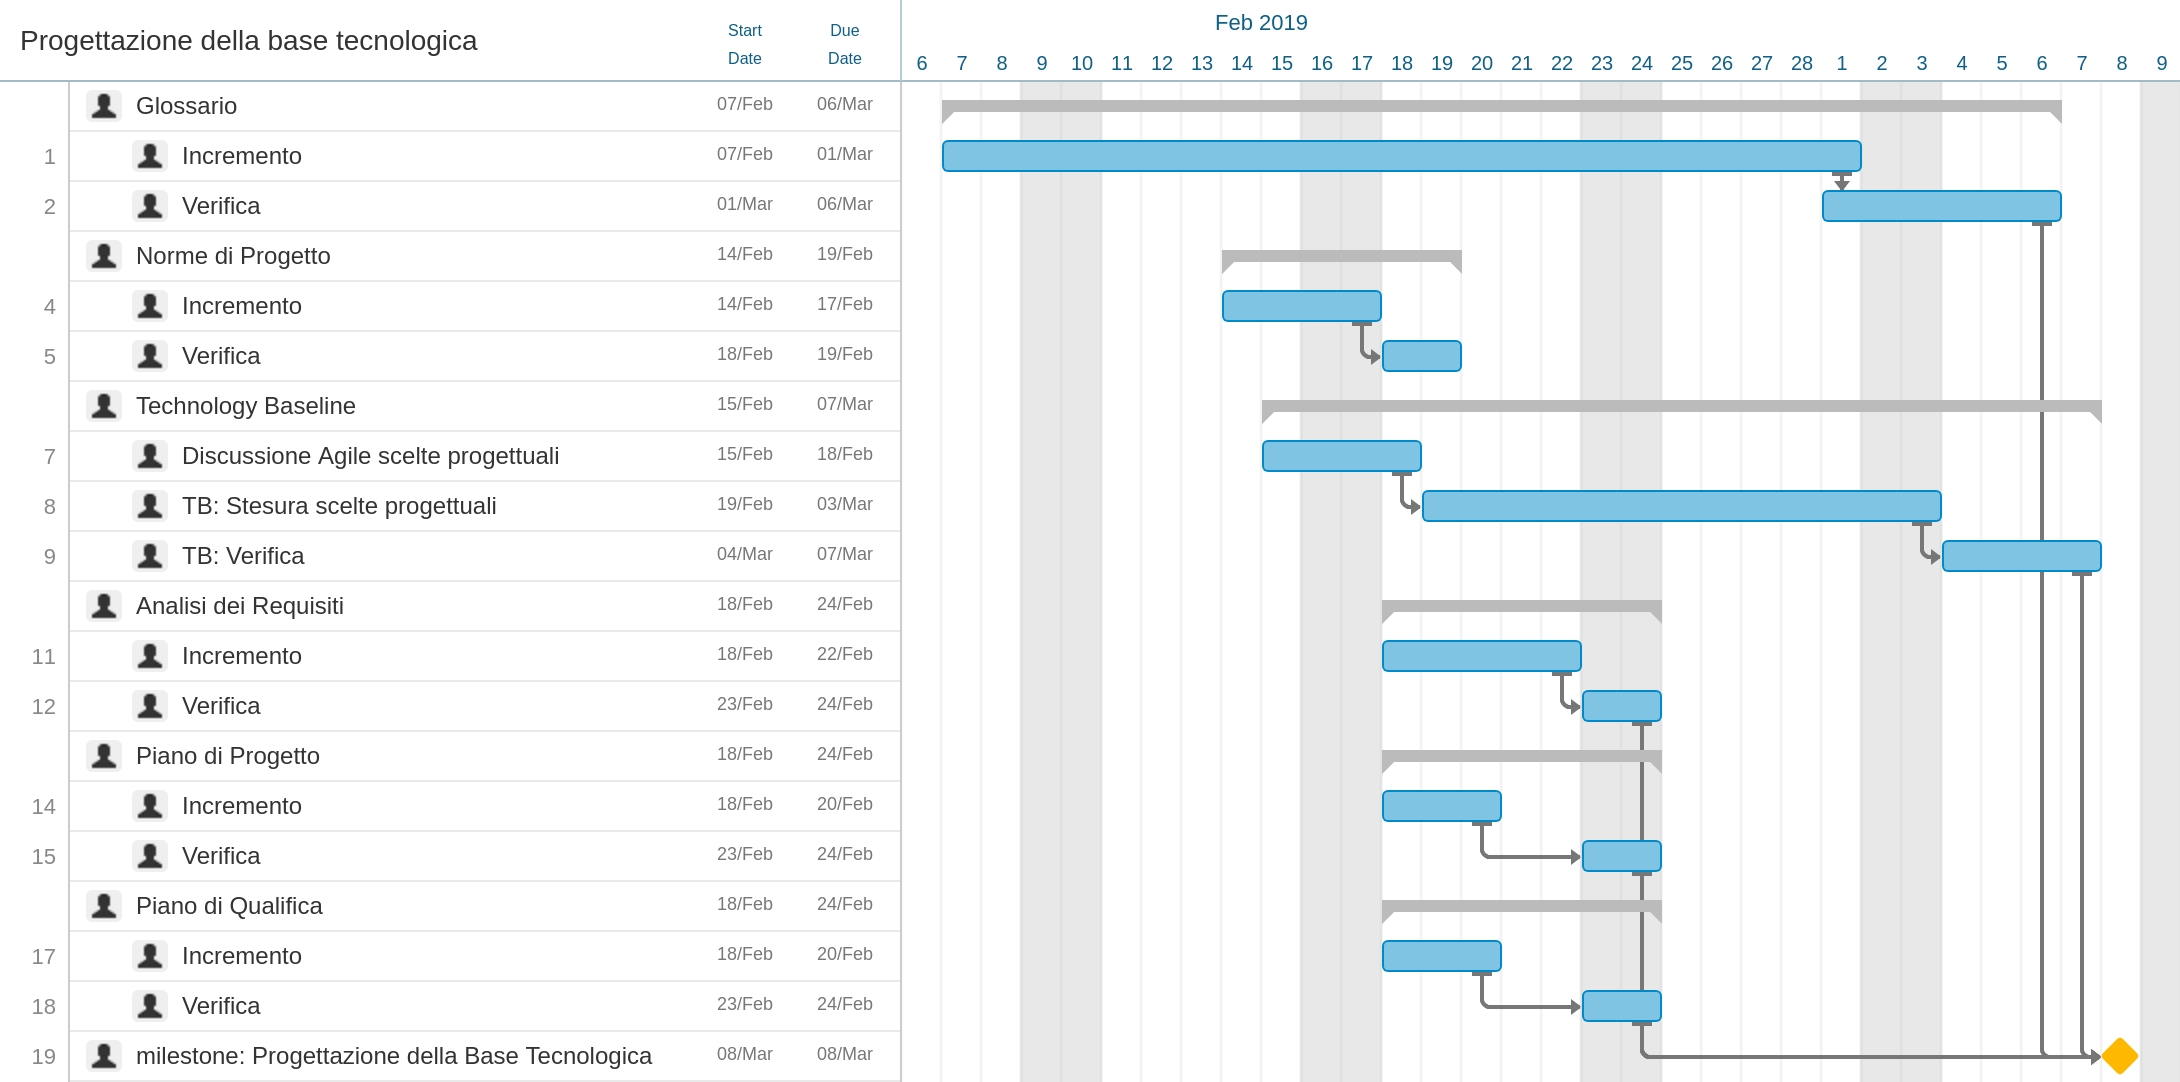 Progettazione della base tecnologica
Start Date
Due Date
Feb 2019
6 7 8 9 10 11 12 13 14 15 16 17 18 19 20 21 22 23 24 25 26 27 28 1 2 3 4 5 6 7 8 9
Glossario 07/Feb 06/Mar
1 Incremento 07/Feb 01/Mar
2 Verifica 01/Mar 06/Mar
Norme di Progetto 14/Feb 19/Feb
4 Incremento 14/Feb 17/Feb
5 Verifica 18/Feb 19/Feb
Technology Baseline 15/Feb 07/Mar
7 Discussione Agile scelte progettuali 15/Feb 18/Feb
8 TB: Stesura scelte progettuali 19/Feb 03/Mar
9 TB: Verifica 04/Mar 07/Mar
Analisi dei Requisiti 18/Feb 24/Feb
11 Incremento 18/Feb 22/Feb
12 Verifica 23/Feb 24/Feb
Piano di Progetto 18/Feb 24/Feb
14 Incremento 18/Feb 20/Feb
15 Verifica 23/Feb 24/Feb
Piano di Qualifica 18/Feb 24/Feb
17 Incremento 18/Feb 20/Feb
18 Verifica 23/Feb 24/Feb
19 milestone: Progettazione della Base Tecnologica 08/Mar 08/Mar